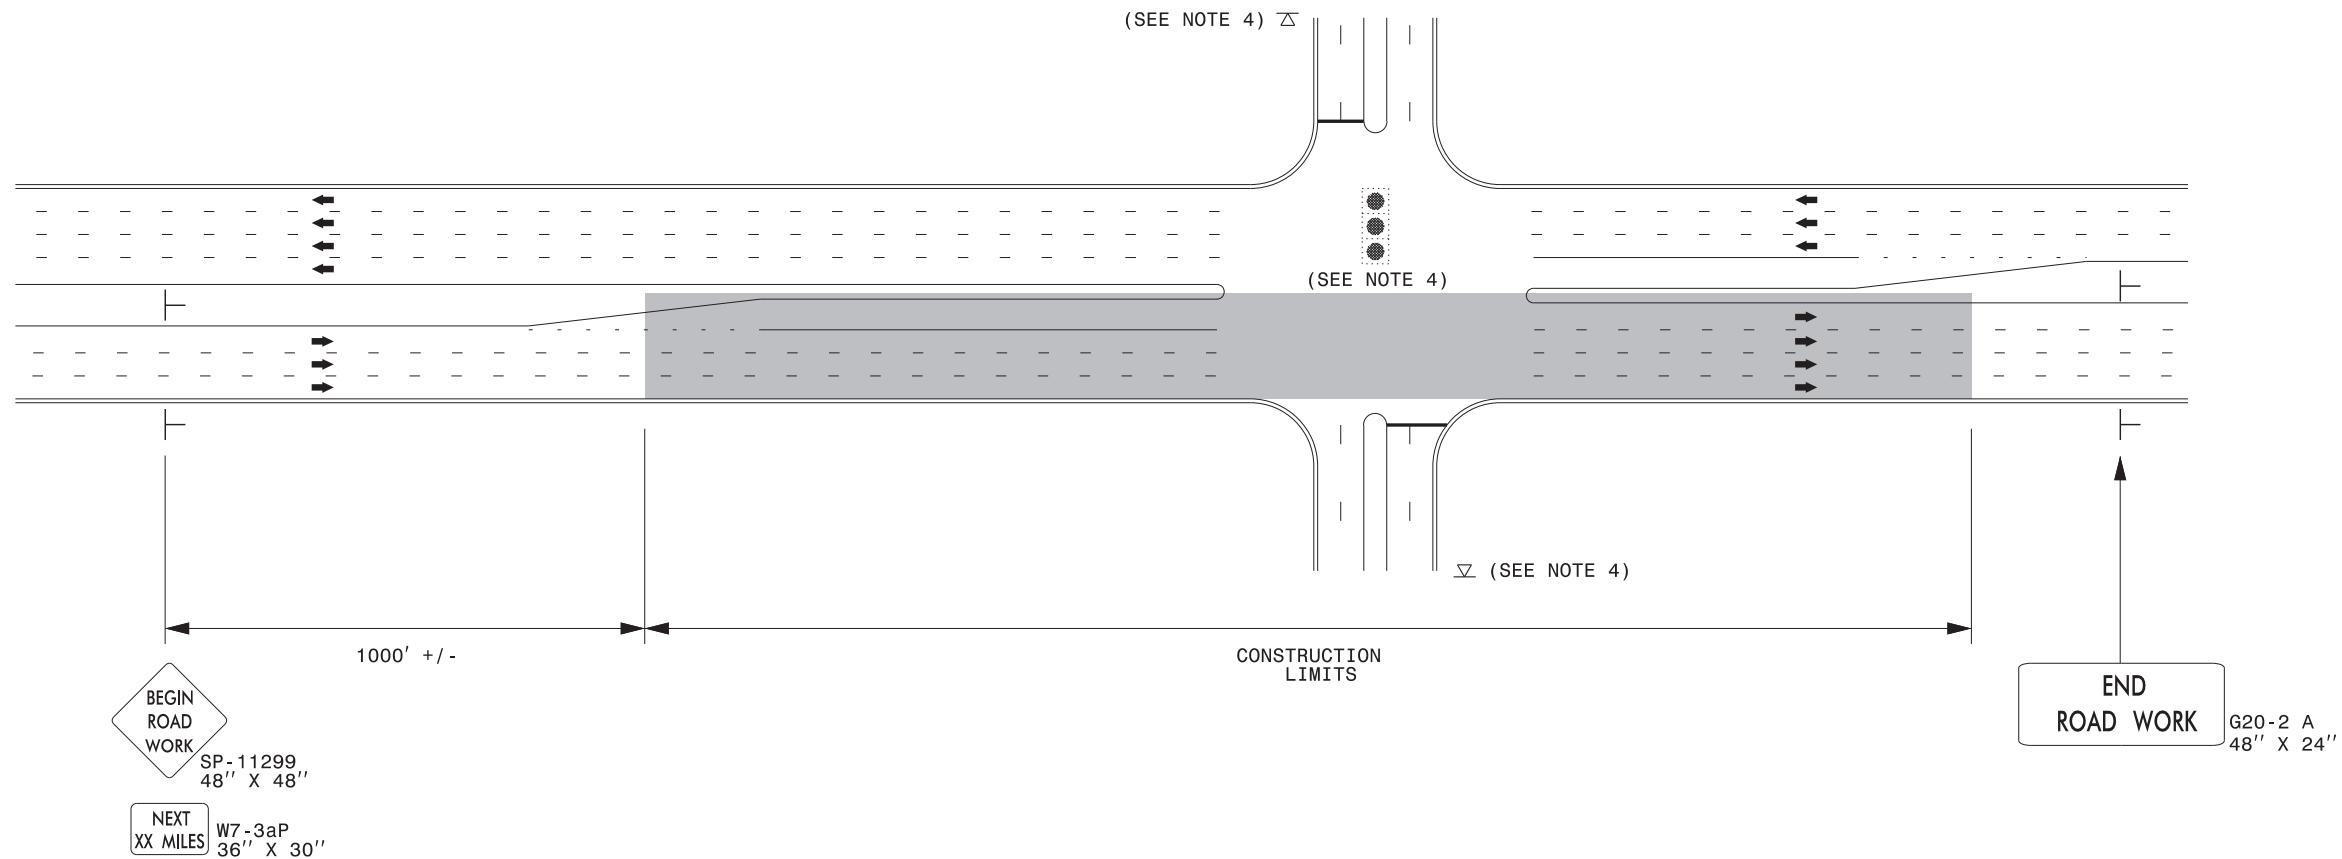 (SEE NOTE 4)
(SEE NOTE 4)
(SEE NOTE 4)
1000' +/-
CONSTRUCTION
LIMITS
BEGIN
ROAD
WORK
SP-11299
48'' X 48''
NEXT
XX MILES
W7-3aP
36'' X 30''
END
ROAD WORK
G20-2 A
48'' X 24''